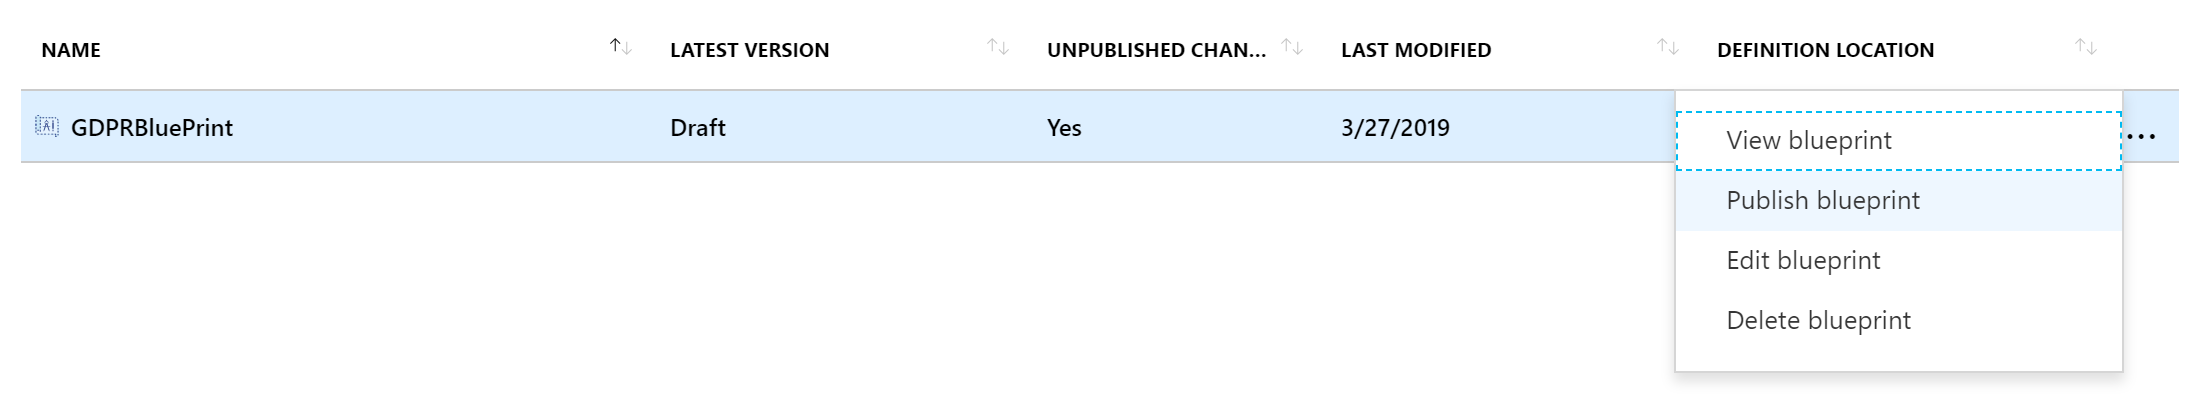 NAME LATEST VERSION UNPUBLISHED CHAN... LAST MODIFIED DEFINITION LOCATION
GDPRBluePrint Draft Yes 3/27/2019 ...
View blueprint
Publish blueprint
Edit blueprint
Delete blueprint